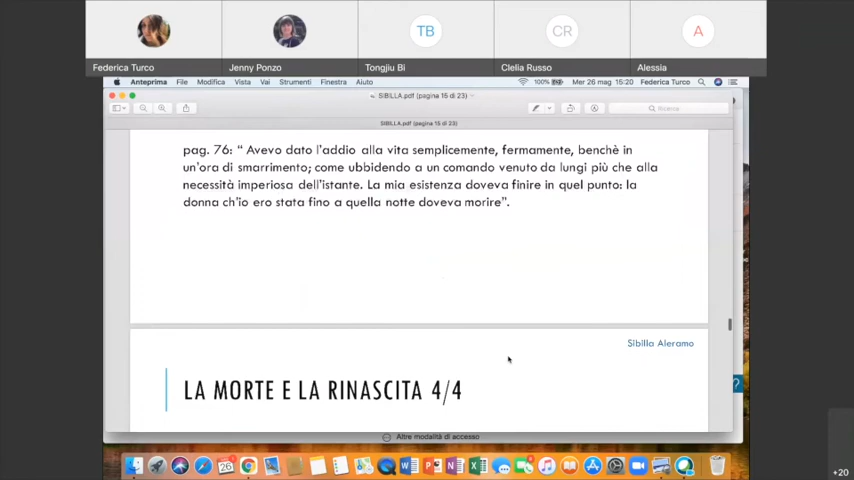 TB
CR
A
Federica Turco
Jenny Ponzo
Tongjiu Bi
Clelia Russo
Alessia
Anteprima File Modifica Vista Vai Strumenti Finestra Aiuto 100% Mer 26 mag 15:20 Federica Turco
SIBILLA.pdf (pagina 15 di 23)
Ricerca
SIBILLA.pdf (pagina 15 di 23)
pag. 76: “ Avevo dato l’addio alla vita semplicemente, fermamente, benchè in
un’ora di smarrimento; come ubbidendo a un comando venuto da lungi più che alla
necessità imperiosa dell’istante. La mia esistenza doveva finire in quel punto: la
donna ch’io ero stata fino a quella notte doveva morire”.
Sibilla Aleramo
LA MORTE E LA RINASCITA 4/4
?
Altre modalità di accesso
+20